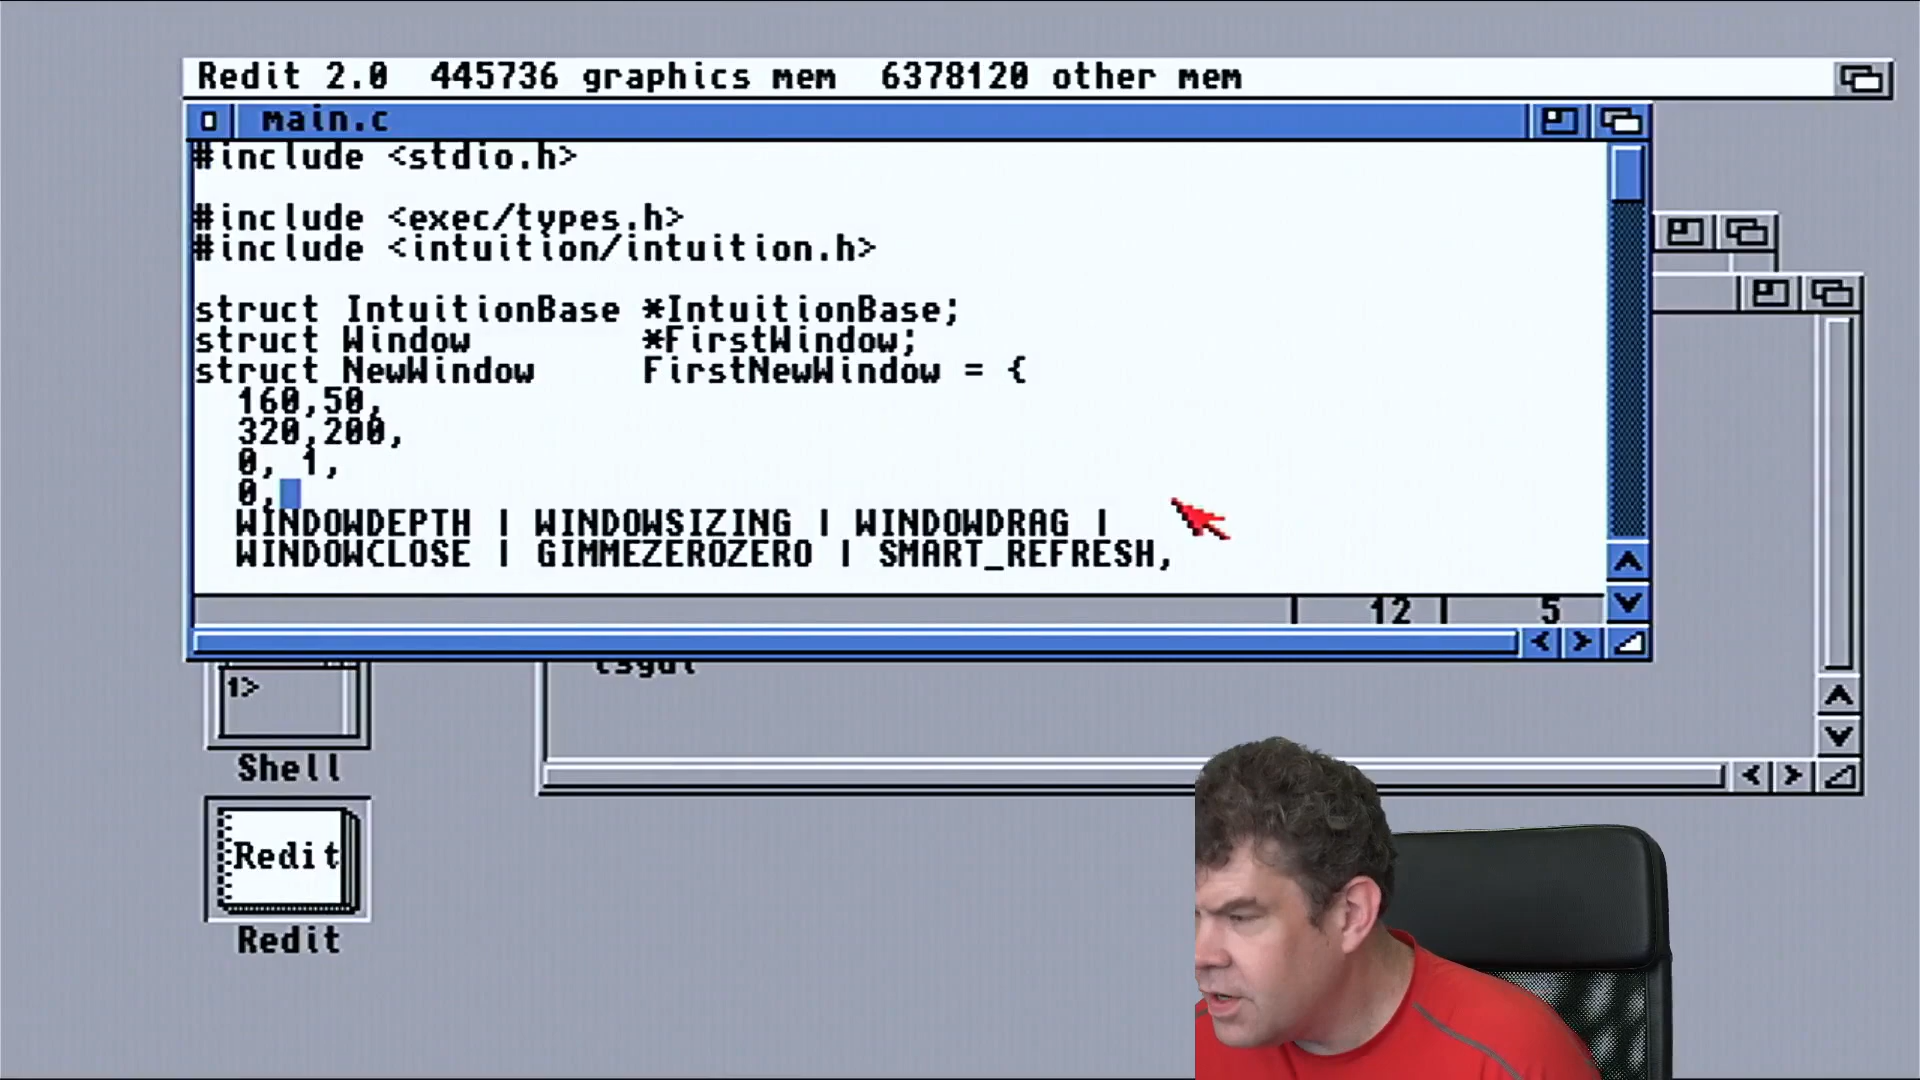 Redit 2.0 445736 graphics mem 6378120 other mem
main.c
#include <stdio.h>
#include <exec/types.h>
#include <intuition/intuition.h>
struct IntuitionBase *IntuitionBase;
struct Window *FirstWindow;
struct NewWindow FirstNewWindow = {
160,50,
320,200,
0, 1,
0,
WINDOWDEPTH | WINDOWSIZING | WINDOWDRAG |
WINDOWCLOSE | GIMMEZEROZERO | SMART_REFRESH,
12 5
1>
Shell
Redit
Redit